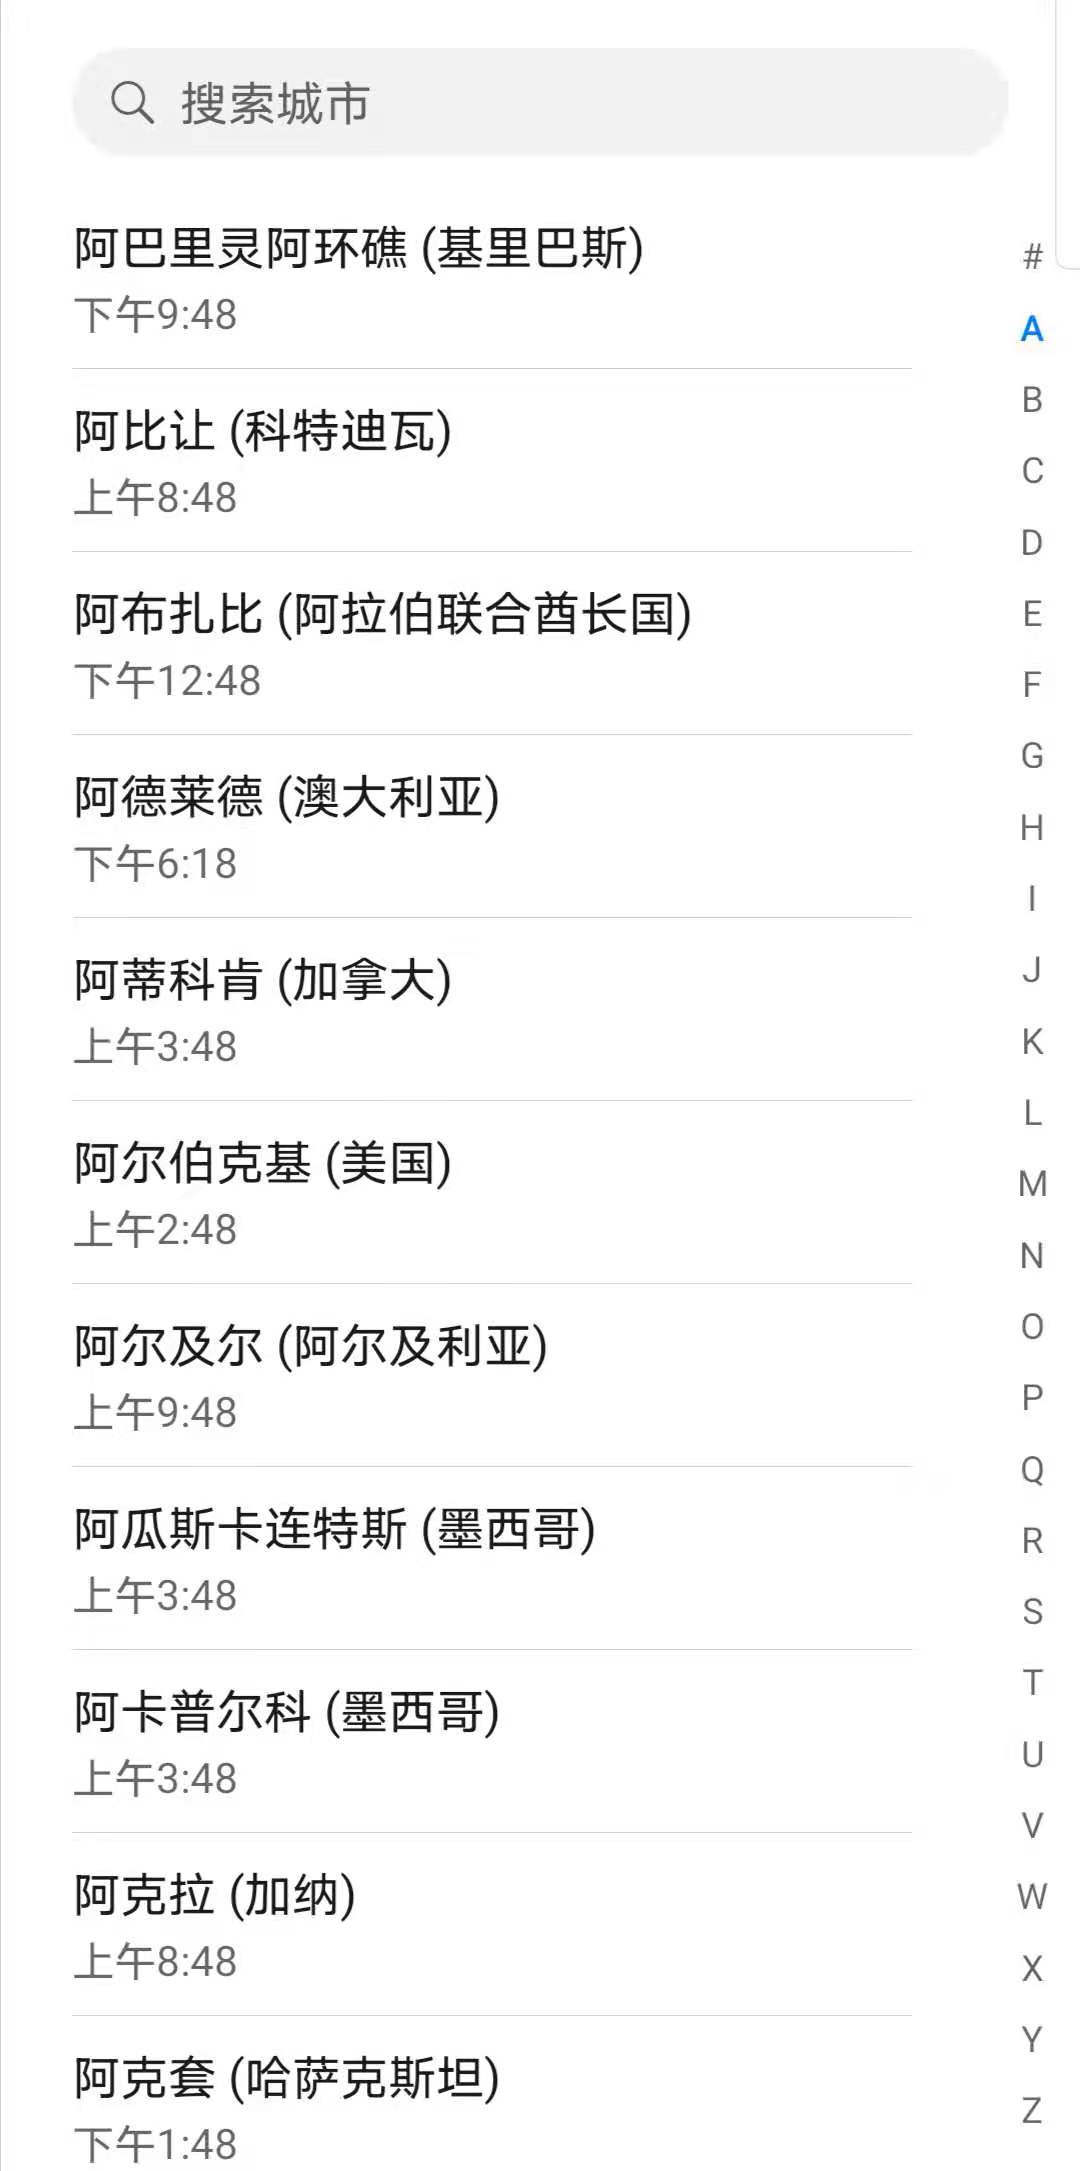 搜索城市
阿巴里灵阿环礁 (基里巴斯)
下午9:48
阿比让 (科特迪瓦)
上午8:48
阿布扎比 (阿拉伯联合酋长国)
下午12:48
阿德莱德 (澳大利亚)
下午6:18
阿蒂科肯 (加拿大)
上午3:48
阿尔伯克基 (美国)
上午2:48
阿尔及尔 (阿尔及利亚)
上午9:48
阿瓜斯卡连特斯 (墨西哥)
上午3:48
阿卡普尔科 (墨西哥)
上午3:48
阿克拉 (加纳)
上午8:48
阿克套 (哈萨克斯坦)
下午1:48
#
A
B
C
D
E
F
G
H
I
J
K
L
M
N
O
P
Q
R
S
T
U
V
W
X
Y
Z